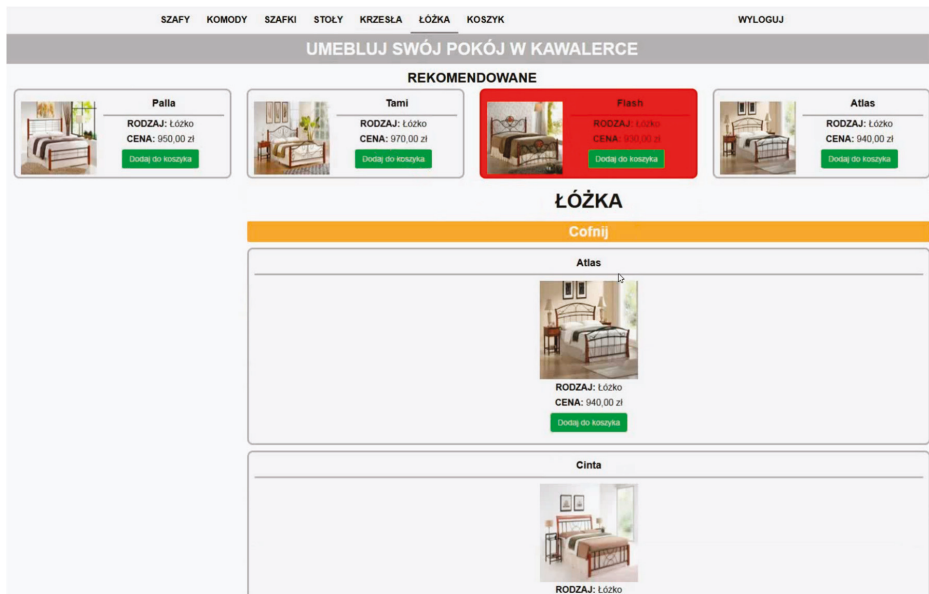 SZAFY KOMODY SZAFKI STOŁY KRZESŁA ŁÓŻKA KOSZYK WYLOGUJ
UMEBLUJ SWÓJ POKÓJ W KAWALERCE
REKOMENDOWANE
Palla
RODZAJ: Łóżko
CENA: 950,00 zł
Dodaj do koszyka
Tami
RODZAJ: Łóżko
CENA: 970,00 zł
Dodaj do koszyka
Flash
RODZAJ: Łóżko
CENA: 930,00 zł
Dodaj do koszyka
Atlas
RODZAJ: Łóżko
CENA: 940,00 zł
Dodaj do koszyka
ŁÓŻKA
Cofnij
Atlas
RODZAJ: Łóżko
CENA: 940,00 zł
Dodaj do koszyka
Cinta
RODZAJ: Łóżko